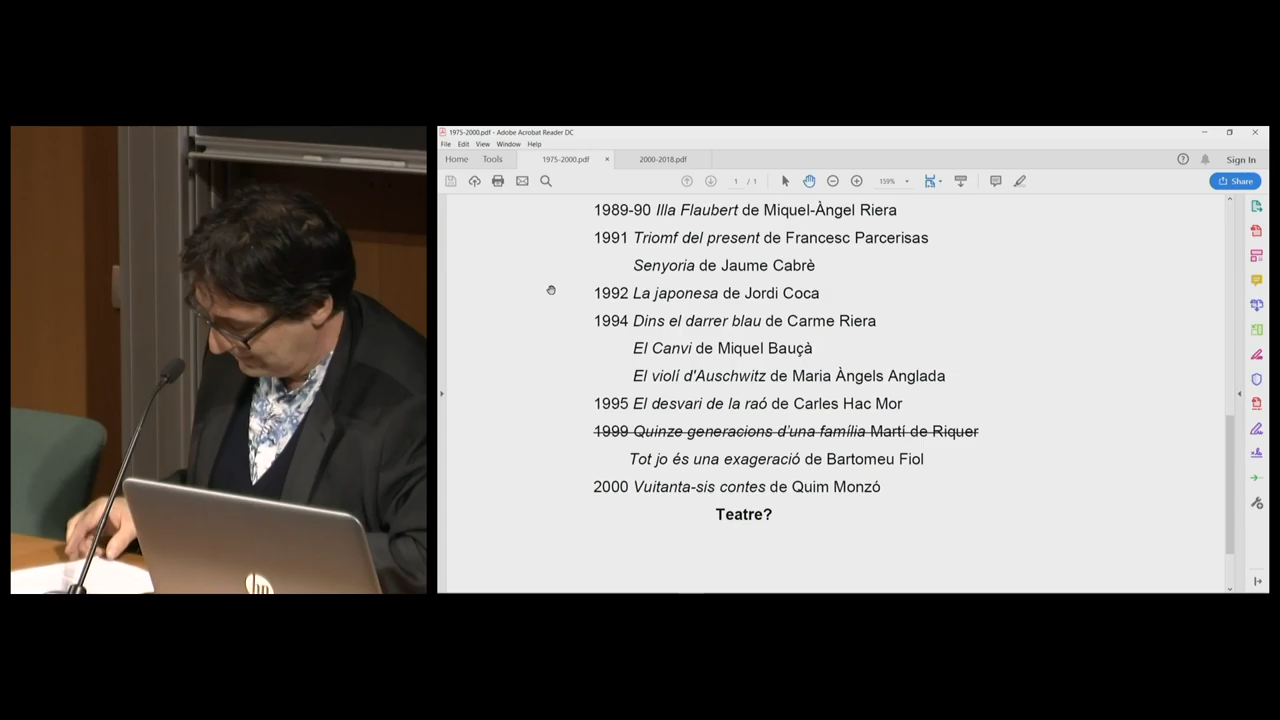 1975-2000.pdf - Adobe Acrobat Reader DC
File Edit View Window Help
Home Tools 1975-2000.pdf × 2000-2018.pdf Sign In
1 / 1 159% Share
1989-90 Illa Flaubert de Miquel-Àngel Riera
1991 Triomf del present de Francesc Parcerisas
Senyoria de Jaume Cabrè
1992 La japonesa de Jordi Coca
1994 Dins el darrer blau de Carme Riera
El Canvi de Miquel Bauçà
El violí d'Auschwitz de Maria Àngels Anglada
1995 El desvari de la raó de Carles Hac Mor
1999 Quinze generacions d'una família Martí de Riquer
Tot jo és una exageració de Bartomeu Fiol
2000 Vuitanta-sis contes de Quim Monzó
Teatre?
hp